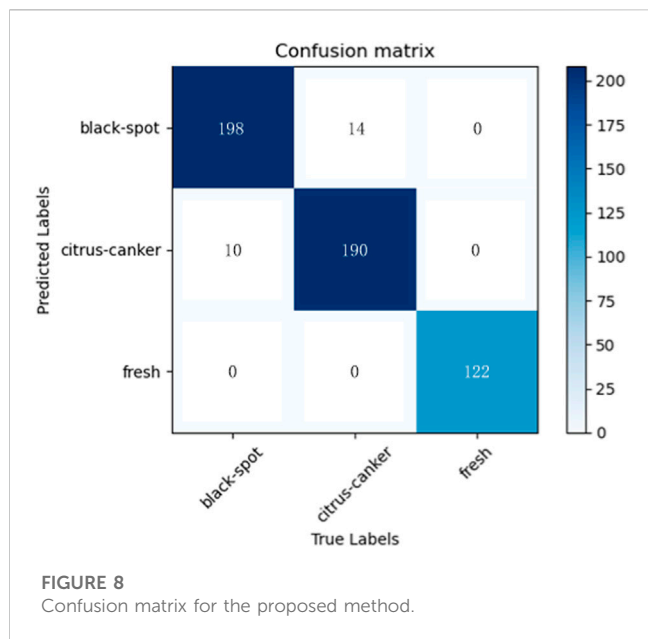 Confusion matrix
black-spot
198
14
0
citrus-canker
10
190
0
fresh
0
0
122
black-spot
citrus-canker
fresh
Predicted Labels
True Labels
200
175
150
125
100
75
50
25
0
FIGURE 8
Confusion matrix for the proposed method.